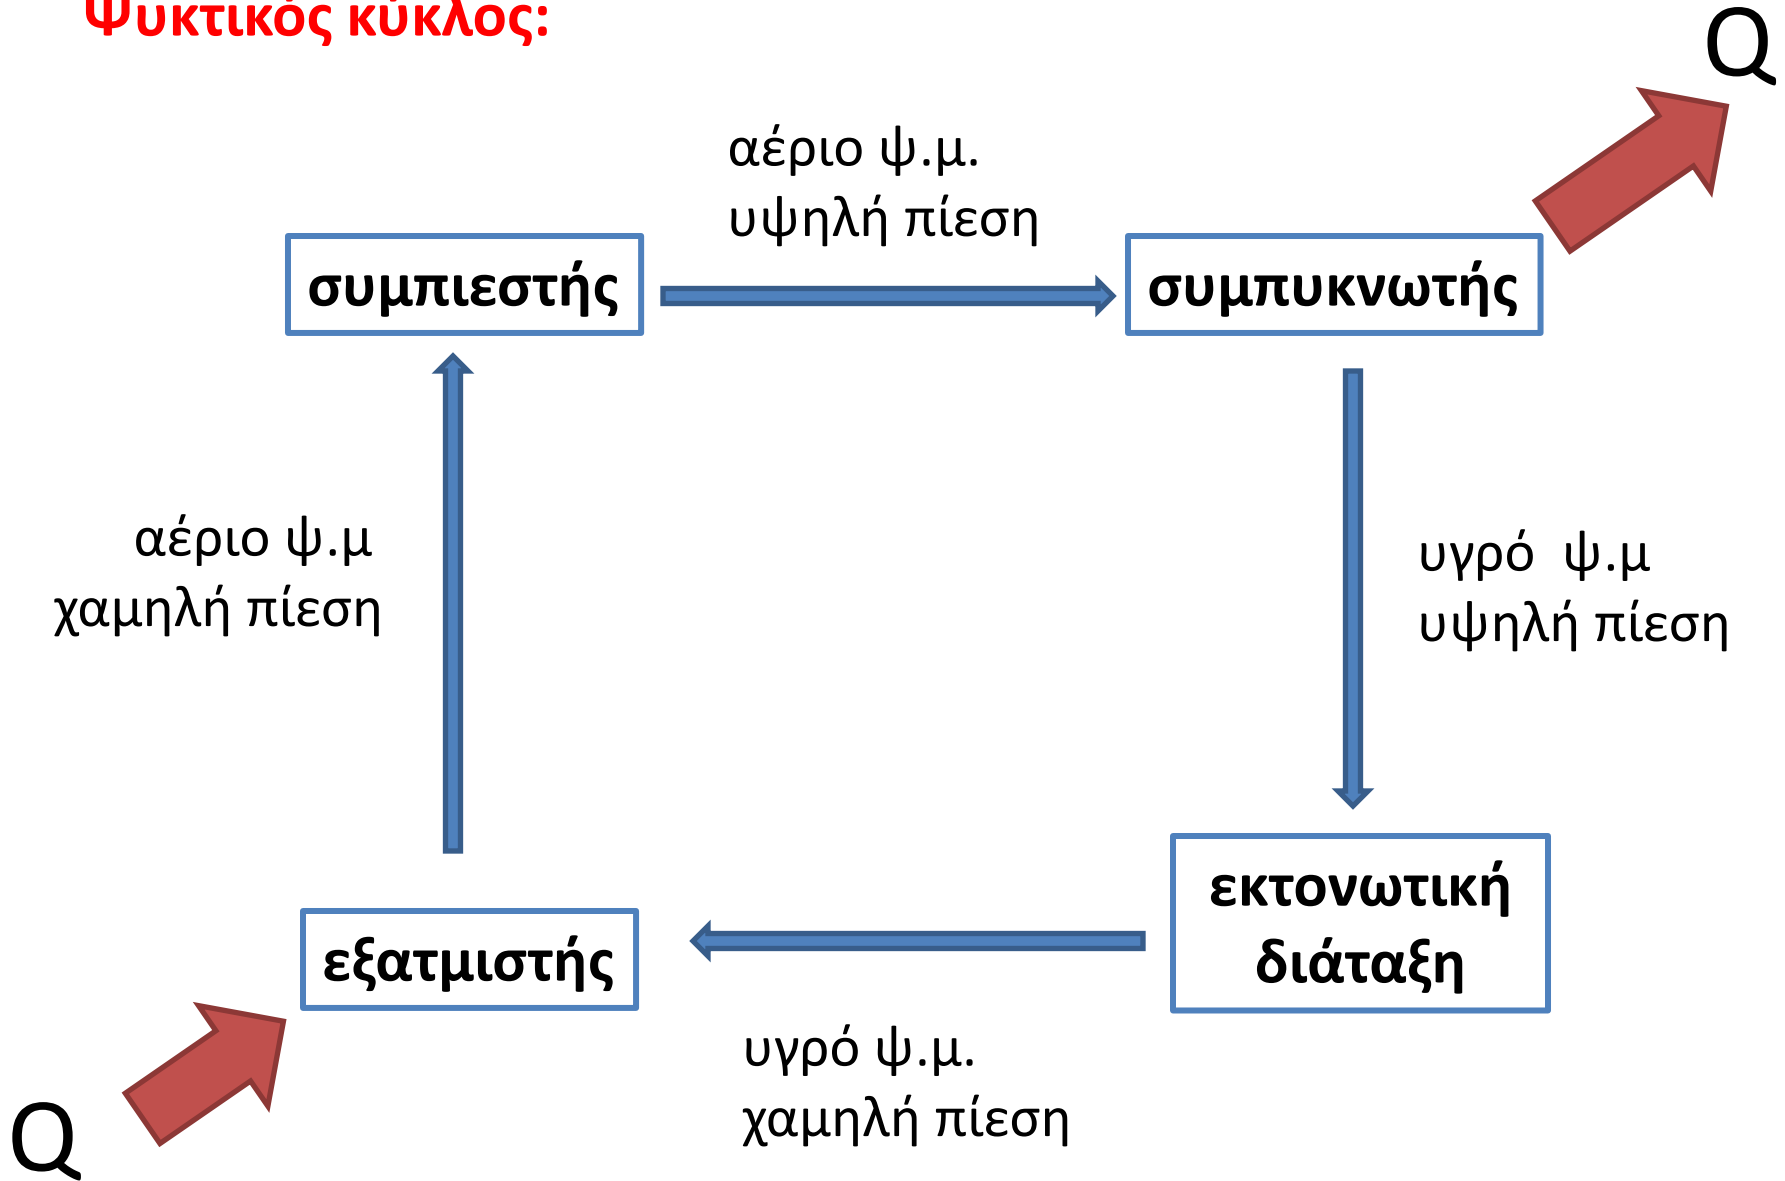 Ψυκτικός κύκλος:
Q
αέριο ψ.μ.
υψηλή πίεση
συμπιεστής
συμπυκνωτής
αέριο ψ.μ
χαμηλή πίεση
υγρό  ψ.μ
υψηλή πίεση
εκτονωτική
διάταξη
εξατμιστής
υγρό ψ.μ.
χαμηλή πίεση
Q